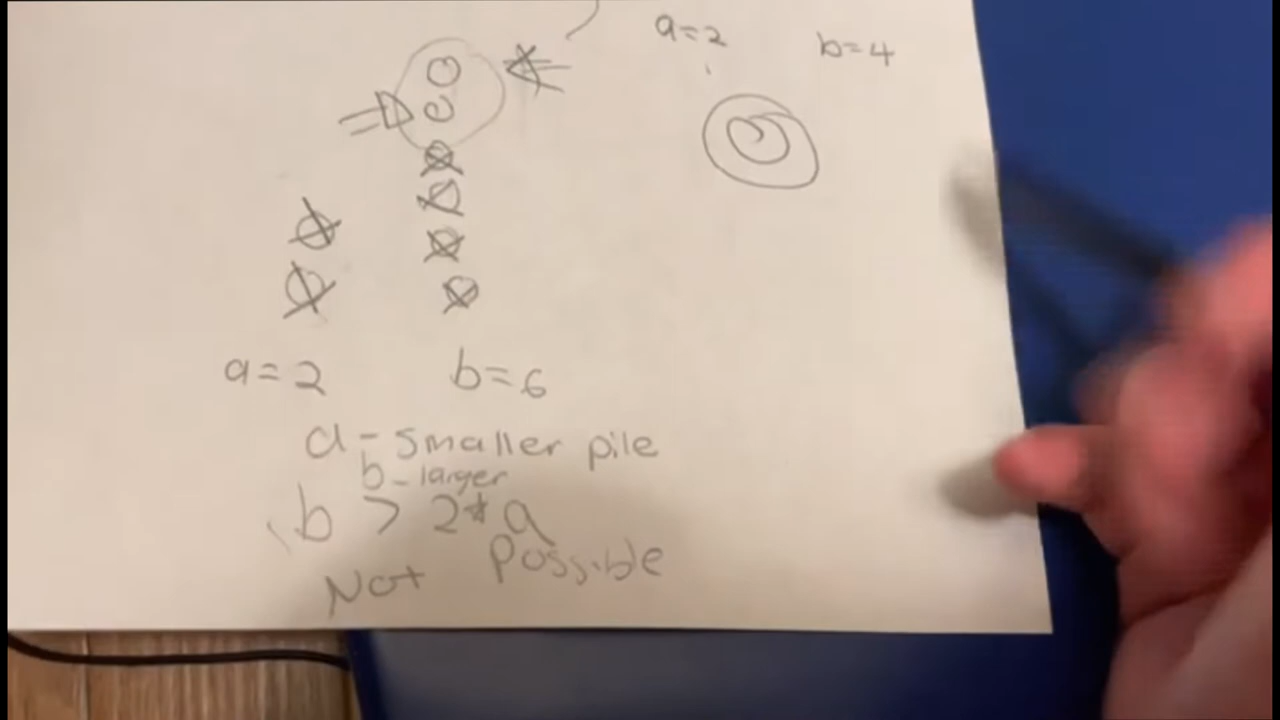 a=2 b=4
a=2 b=6
a - smaller pile
b - larger
b > 2*a
Not Possible